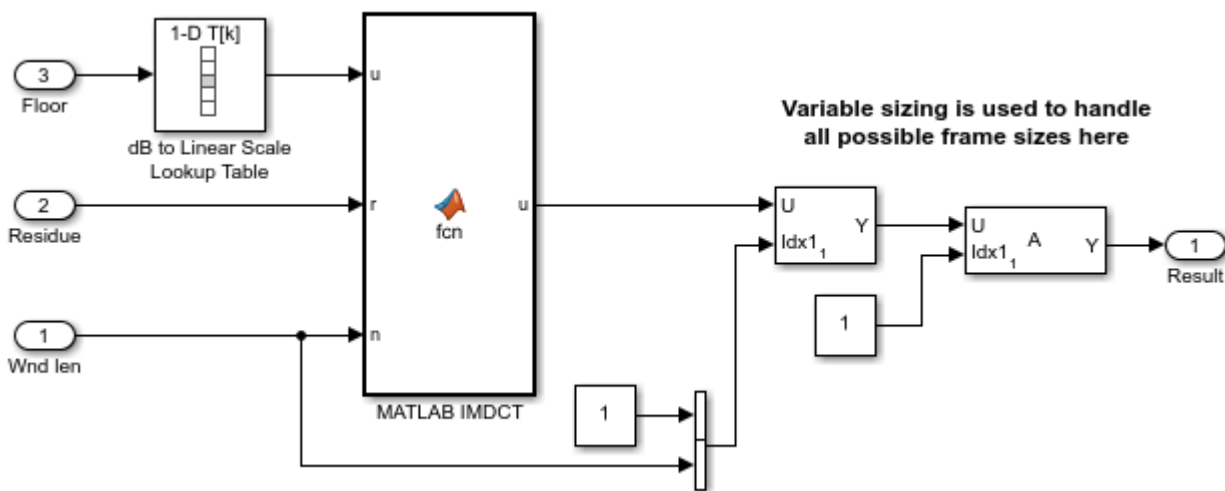 1-D T[k]
3
Floor
dB to Linear Scale
Lookup Table
u
Variable sizing is used to handle
all possible frame sizes here
2
Residue
r
fcn
u
U
Idx1 1
Y
U
Idx1 1
A
Y
1
Result
1
Wnd len
n
MATLAB IMDCT
1
1